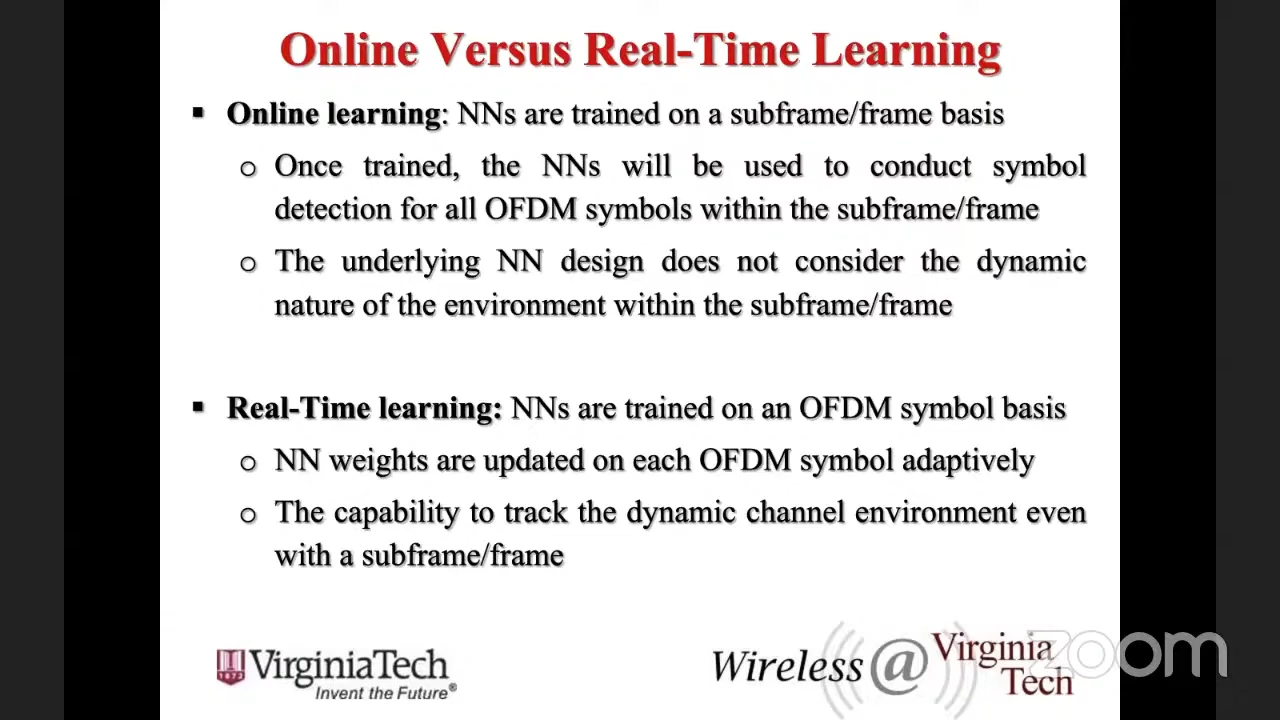 Online Versus Real-Time Learning
▪ Online learning: NNs are trained on a subframe/frame basis
o Once trained, the NNs will be used to conduct symbol
detection for all OFDM symbols within the subframe/frame
o The underlying NN design does not consider the dynamic
nature of the environment within the subframe/frame
▪ Real-Time learning: NNs are trained on an OFDM symbol basis
o NN weights are updated on each OFDM symbol adaptively
o The capability to track the dynamic channel environment even
with a subframe/frame
1872 VirginiaTech
Invent the Future®
Wireless @ Virginia Tech
zoom